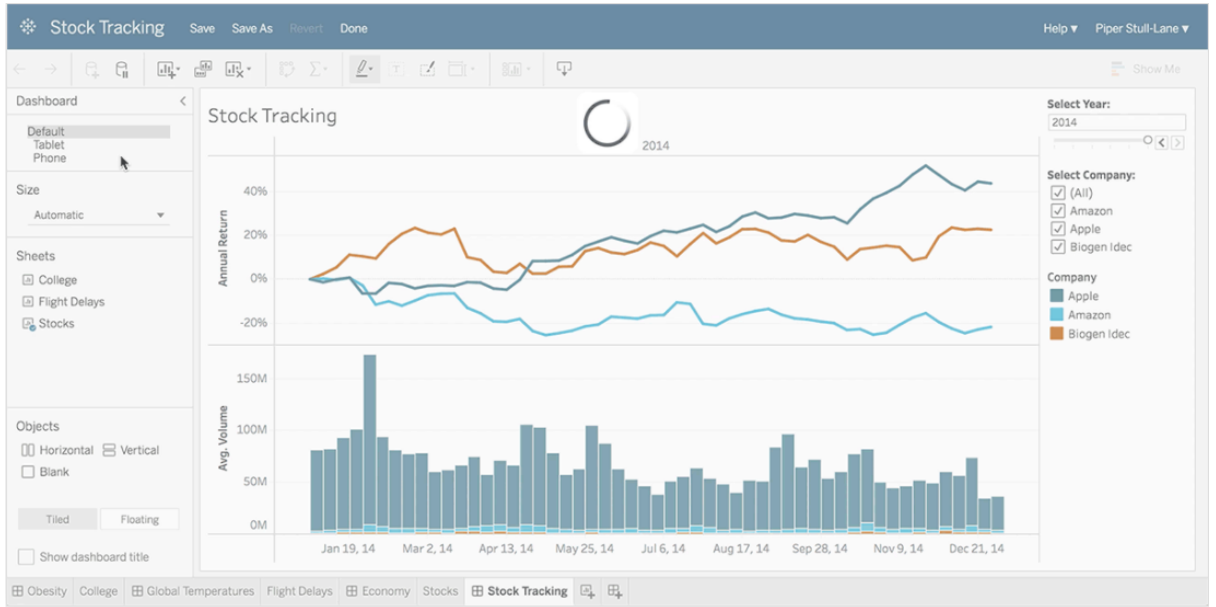 Stock Tracking Save Save As Revert Done Help ▾ Piper Stull-Lane ▾
Show Me
Dashboard
Default
Tablet
Phone
Size
Automatic
Sheets
College
Flight Delays
Stocks
Objects
Horizontal Vertical
Blank
Tiled Floating
Show dashboard title
Stock Tracking
2014
Annual Return
40%
20%
0%
-20%
Avg. Volume
150M
100M
50M
0M
Jan 19, 14 Mar 2, 14 Apr 13, 14 May 25, 14 Jul 6, 14 Aug 17, 14 Sep 28, 14 Nov 9, 14 Dec 21, 14
Select Year:
2014
Select Company:
(All)
Amazon
Apple
Biogen Idec
Company
Apple
Amazon
Biogen Idec
Obesity College Global Temperatures Flight Delays Economy Stocks Stock Tracking